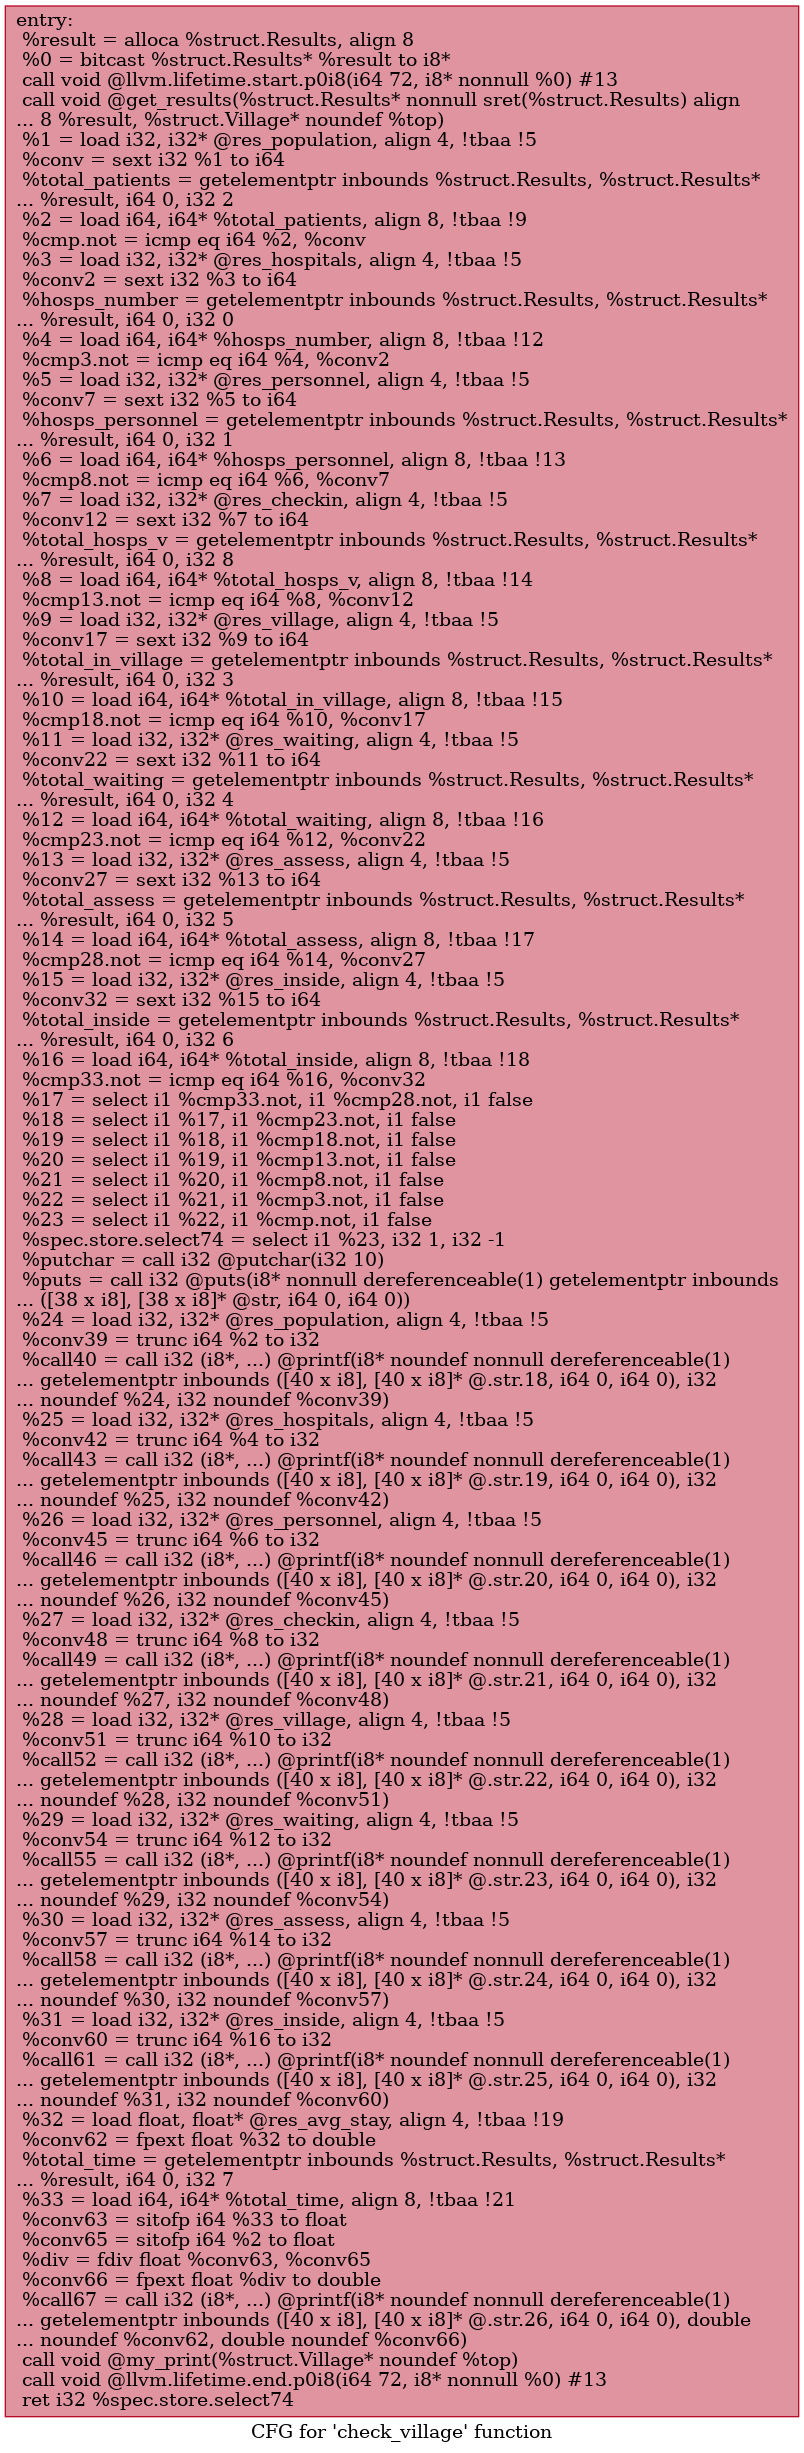 entry:
%result = alloca %struct.Results, align 8
%0 = bitcast %struct.Results* %result to i8*
call void @llvm.lifetime.start.p0i8(i64 72, i8* nonnull %0) #13
call void @get_results(%struct.Results* nonnull sret(%struct.Results) align
... 8 %result, %struct.Village* noundef %top)
%1 = load i32, i32* @res_population, align 4, !tbaa !5
%conv = sext i32 %1 to i64
%total_patients = getelementptr inbounds %struct.Results, %struct.Results*
... %result, i64 0, i32 2
%2 = load i64, i64* %total_patients, align 8, !tbaa !9
%cmp.not = icmp eq i64 %2, %conv
%3 = load i32, i32* @res_hospitals, align 4, !tbaa !5
%conv2 = sext i32 %3 to i64
%hosps_number = getelementptr inbounds %struct.Results, %struct.Results*
... %result, i64 0, i32 0
%4 = load i64, i64* %hosps_number, align 8, !tbaa !12
%cmp3.not = icmp eq i64 %4, %conv2
%5 = load i32, i32* @res_personnel, align 4, !tbaa !5
%conv7 = sext i32 %5 to i64
%hosps_personnel = getelementptr inbounds %struct.Results, %struct.Results*
... %result, i64 0, i32 1
%6 = load i64, i64* %hosps_personnel, align 8, !tbaa !13
%cmp8.not = icmp eq i64 %6, %conv7
%7 = load i32, i32* @res_checkin, align 4, !tbaa !5
%conv12 = sext i32 %7 to i64
%total_hosps_v = getelementptr inbounds %struct.Results, %struct.Results*
... %result, i64 0, i32 8
%8 = load i64, i64* %total_hosps_v, align 8, !tbaa !14
%cmp13.not = icmp eq i64 %8, %conv12
%9 = load i32, i32* @res_village, align 4, !tbaa !5
%conv17 = sext i32 %9 to i64
%total_in_village = getelementptr inbounds %struct.Results, %struct.Results*
... %result, i64 0, i32 3
%10 = load i64, i64* %total_in_village, align 8, !tbaa !15
%cmp18.not = icmp eq i64 %10, %conv17
%11 = load i32, i32* @res_waiting, align 4, !tbaa !5
%conv22 = sext i32 %11 to i64
%total_waiting = getelementptr inbounds %struct.Results, %struct.Results*
... %result, i64 0, i32 4
%12 = load i64, i64* %total_waiting, align 8, !tbaa !16
%cmp23.not = icmp eq i64 %12, %conv22
%13 = load i32, i32* @res_assess, align 4, !tbaa !5
%conv27 = sext i32 %13 to i64
%total_assess = getelementptr inbounds %struct.Results, %struct.Results*
... %result, i64 0, i32 5
%14 = load i64, i64* %total_assess, align 8, !tbaa !17
%cmp28.not = icmp eq i64 %14, %conv27
%15 = load i32, i32* @res_inside, align 4, !tbaa !5
%conv32 = sext i32 %15 to i64
%total_inside = getelementptr inbounds %struct.Results, %struct.Results*
... %result, i64 0, i32 6
%16 = load i64, i64* %total_inside, align 8, !tbaa !18
%cmp33.not = icmp eq i64 %16, %conv32
%17 = select i1 %cmp33.not, i1 %cmp28.not, i1 false
%18 = select i1 %17, i1 %cmp23.not, i1 false
%19 = select i1 %18, i1 %cmp18.not, i1 false
%20 = select i1 %19, i1 %cmp13.not, i1 false
%21 = select i1 %20, i1 %cmp8.not, i1 false
%22 = select i1 %21, i1 %cmp3.not, i1 false
%23 = select i1 %22, i1 %cmp.not, i1 false
%spec.store.select74 = select i1 %23, i32 1, i32 -1
%putchar = call i32 @putchar(i32 10)
%puts = call i32 @puts(i8* nonnull dereferenceable(1) getelementptr inbounds
... ([38 x i8], [38 x i8]* @str, i64 0, i64 0))
%24 = load i32, i32* @res_population, align 4, !tbaa !5
%conv39 = trunc i64 %2 to i32
%call40 = call i32 (i8*, ...) @printf(i8* noundef nonnull dereferenceable(1)
... getelementptr inbounds ([40 x i8], [40 x i8]* @.str.18, i64 0, i64 0), i32
... noundef %24, i32 noundef %conv39)
%25 = load i32, i32* @res_hospitals, align 4, !tbaa !5
%conv42 = trunc i64 %4 to i32
%call43 = call i32 (i8*, ...) @printf(i8* noundef nonnull dereferenceable(1)
... getelementptr inbounds ([40 x i8], [40 x i8]* @.str.19, i64 0, i64 0), i32
... noundef %25, i32 noundef %conv42)
%26 = load i32, i32* @res_personnel, align 4, !tbaa !5
%conv45 = trunc i64 %6 to i32
%call46 = call i32 (i8*, ...) @printf(i8* noundef nonnull dereferenceable(1)
... getelementptr inbounds ([40 x i8], [40 x i8]* @.str.20, i64 0, i64 0), i32
... noundef %26, i32 noundef %conv45)
%27 = load i32, i32* @res_checkin, align 4, !tbaa !5
%conv48 = trunc i64 %8 to i32
%call49 = call i32 (i8*, ...) @printf(i8* noundef nonnull dereferenceable(1)
... getelementptr inbounds ([40 x i8], [40 x i8]* @.str.21, i64 0, i64 0), i32
... noundef %27, i32 noundef %conv48)
%28 = load i32, i32* @res_village, align 4, !tbaa !5
%conv51 = trunc i64 %10 to i32
%call52 = call i32 (i8*, ...) @printf(i8* noundef nonnull dereferenceable(1)
... getelementptr inbounds ([40 x i8], [40 x i8]* @.str.22, i64 0, i64 0), i32
... noundef %28, i32 noundef %conv51)
%29 = load i32, i32* @res_waiting, align 4, !tbaa !5
%conv54 = trunc i64 %12 to i32
%call55 = call i32 (i8*, ...) @printf(i8* noundef nonnull dereferenceable(1)
... getelementptr inbounds ([40 x i8], [40 x i8]* @.str.23, i64 0, i64 0), i32
... noundef %29, i32 noundef %conv54)
%30 = load i32, i32* @res_assess, align 4, !tbaa !5
%conv57 = trunc i64 %14 to i32
%call58 = call i32 (i8*, ...) @printf(i8* noundef nonnull dereferenceable(1)
... getelementptr inbounds ([40 x i8], [40 x i8]* @.str.24, i64 0, i64 0), i32
... noundef %30, i32 noundef %conv57)
%31 = load i32, i32* @res_inside, align 4, !tbaa !5
%conv60 = trunc i64 %16 to i32
%call61 = call i32 (i8*, ...) @printf(i8* noundef nonnull dereferenceable(1)
... getelementptr inbounds ([40 x i8], [40 x i8]* @.str.25, i64 0, i64 0), i32
... noundef %31, i32 noundef %conv60)
%32 = load float, float* @res_avg_stay, align 4, !tbaa !19
%conv62 = fpext float %32 to double
%total_time = getelementptr inbounds %struct.Results, %struct.Results*
... %result, i64 0, i32 7
%33 = load i64, i64* %total_time, align 8, !tbaa !21
%conv63 = sitofp i64 %33 to float
%conv65 = sitofp i64 %2 to float
%div = fdiv float %conv63, %conv65
%conv66 = fpext float %div to double
%call67 = call i32 (i8*, ...) @printf(i8* noundef nonnull dereferenceable(1)
... getelementptr inbounds ([40 x i8], [40 x i8]* @.str.26, i64 0, i64 0), double
... noundef %conv62, double noundef %conv66)
call void @my_print(%struct.Village* noundef %top)
call void @llvm.lifetime.end.p0i8(i64 72, i8* nonnull %0) #13
ret i32 %spec.store.select74
CFG for 'check_village' function